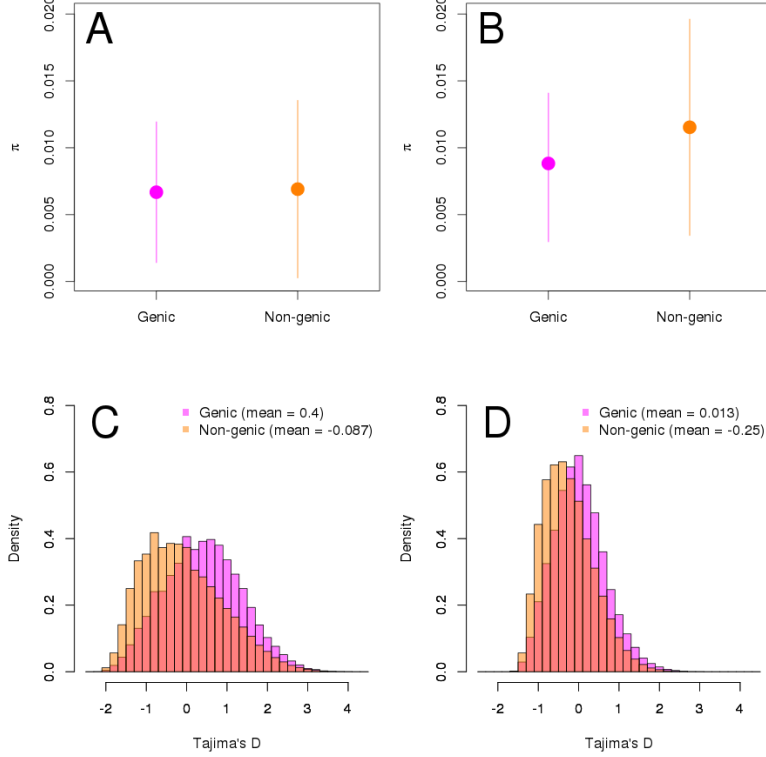 A
0.020
0.015
0.010
0.005
0.000
π
Genic
Non-genic
B
0.020
0.015
0.010
0.005
0.000
π
Genic
Non-genic
C
Genic (mean = 0.4)
Non-genic (mean = -0.087)
0.8
0.6
0.4
0.2
0.0
Density
-2 -1 0 1 2 3 4
Tajima's D
D
Genic (mean = 0.013)
Non-genic (mean = -0.25)
0.8
0.6
0.4
0.2
0.0
Density
-2 -1 0 1 2 3 4
Tajima's D